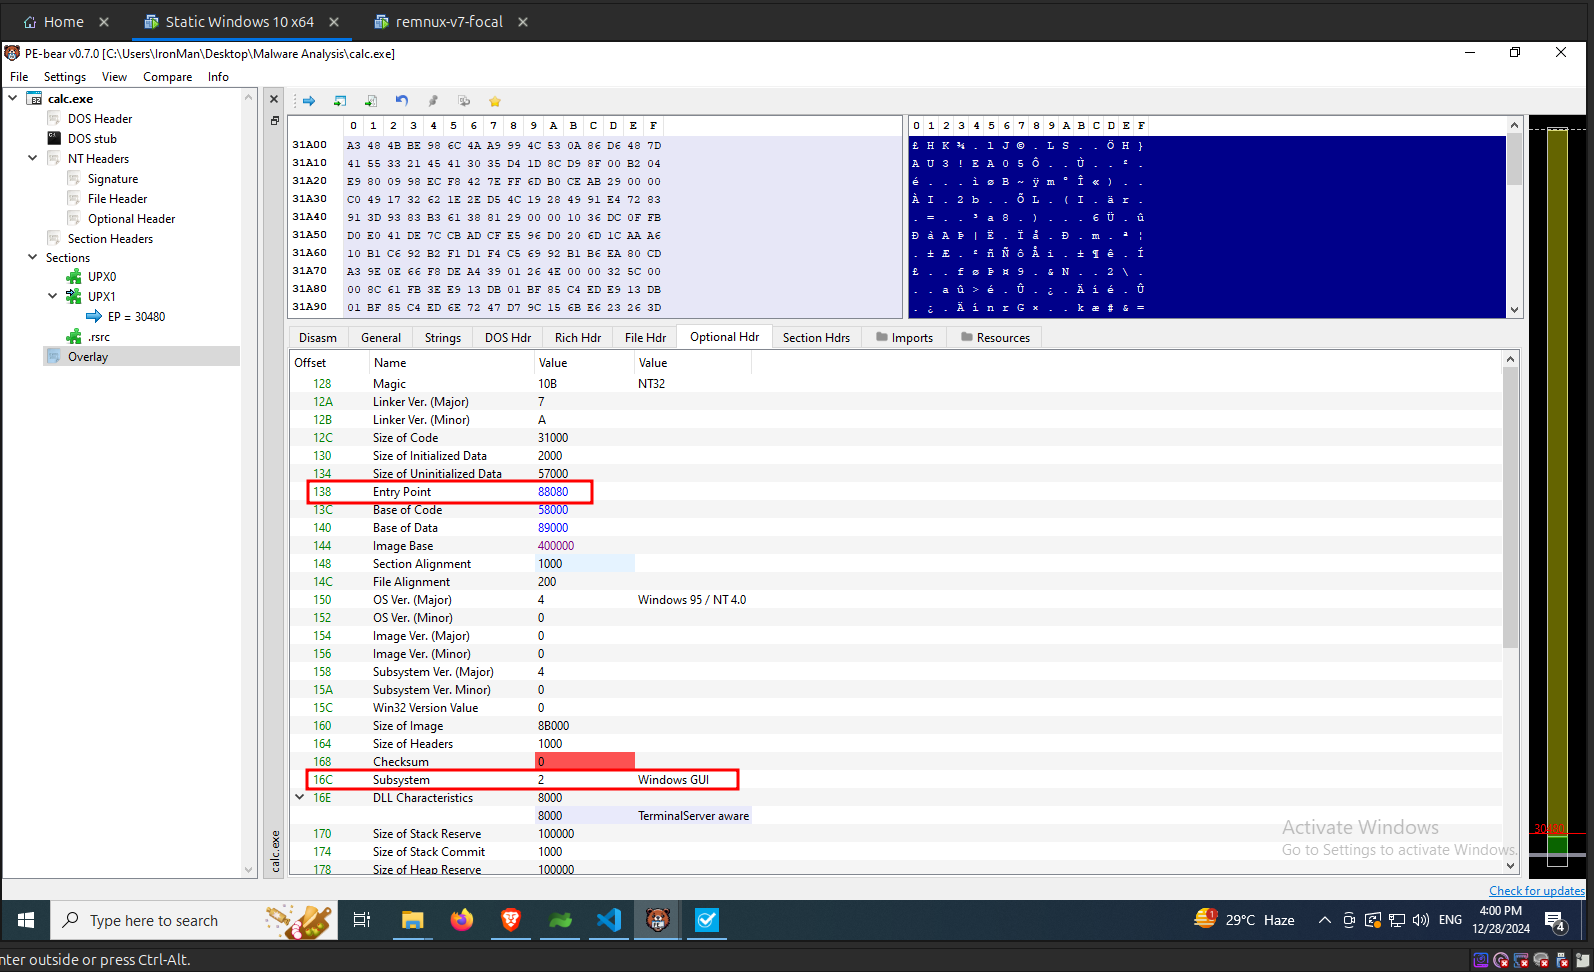 Home
Static Windows 10 x64
remnux-v7-focal
PE-bear v0.7.0 [C:\Users\IronMan\Desktop\Malware Analysis\calc.exe]
File Settings View Compare Info
calc.exe
DOS Header
DOS stub
NT Headers
Signature
File Header
Optional Header
Section Headers
Sections
UPX0
UPX1
EP = 30480
.rsrc
Overlay
calc.exe
0 1 2 3 4 5 6 7 8 9 A B C D E F
31A00 A3 48 4B BE 98 6C 4A A9 99 4C 53 0A 86 D6 48 7D
31A10 41 55 33 21 45 41 30 35 D4 1D 8C D9 8F 00 B2 04
31A20 E9 80 09 98 EC F8 42 7E FF 6D B0 CE AB 29 00 00
31A30 C0 49 17 32 62 1E 2E D5 4C 19 28 49 91 E4 72 83
31A40 91 3D 93 83 B3 61 38 81 29 00 00 10 36 DC 0F FB
31A50 D0 E0 41 DE 7C CB AD CF E5 96 D0 20 6D 1C AA A6
31A60 10 B1 C6 92 B2 F1 D1 F4 C5 69 92 B1 B6 EA 80 CD
31A70 A3 9E 0E 66 F8 DE A4 39 01 26 4E 00 00 32 5C 00
31A80 00 8C 61 FB 3E E9 13 DB 01 BF 85 C4 ED E9 13 DB
31A90 01 BF 85 C4 ED 6E 72 47 D7 9C 15 6B E6 23 26 3D
0 1 2 3 4 5 6 7 8 9 A B C D E F
£ H K ¾ . l J © . L S . . Ö H }
A U 3 ! E A 0 5 Ô . . Ù . . ² .
é . . . ì ø B ~ ÿ m ° Î « ) . .
À I . 2 b . . Õ L . ( I . ä r .
. = . . ³ a 8 . ) . . . 6 Ü . û
Ð à A Þ | Ë . Ï å . Ð . m . ª ¦
. ± Æ . ² ñ Ñ ô Å i . ± ¶ ê . Í
£ . . f ø Þ ¤ 9 . & N . . 2 \ .
. . a û > é . Û . ¿ . Ä í é . Û
. ¿ . Ä í n r G × . . k æ # & =
Disasm General Strings DOS Hdr Rich Hdr File Hdr Optional Hdr Section Hdrs Imports Resources
Offset Name Value Value
128 Magic 10B NT32
12A Linker Ver. (Major) 7
12B Linker Ver. (Minor) A
12C Size of Code 31000
130 Size of Initialized Data 2000
134 Size of Uninitialized Data 57000
138 Entry Point 88080
13C Base of Code 58000
140 Base of Data 89000
144 Image Base 400000
148 Section Alignment 1000
14C File Alignment 200
150 OS Ver. (Major) 4 Windows 95 / NT 4.0
152 OS Ver. (Minor) 0
154 Image Ver. (Major) 0
156 Image Ver. (Minor) 0
158 Subsystem Ver. (Major) 4
15A Subsystem Ver. Minor) 0
15C Win32 Version Value 0
160 Size of Image 8B000
164 Size of Headers 1000
168 Checksum 0
16C Subsystem 2 Windows GUI
16E DLL Characteristics 8000
8000 TerminalServer aware
170 Size of Stack Reserve 100000
174 Size of Stack Commit 1000
178 Size of Heap Reserve 100000
30480
Activate Windows
Go to Settings to activate Windows.
Check for updates
Type here to search
1
29°C Haze
ENG
4:00 PM
12/28/2024
4
nter outside or press Ctrl-Alt.